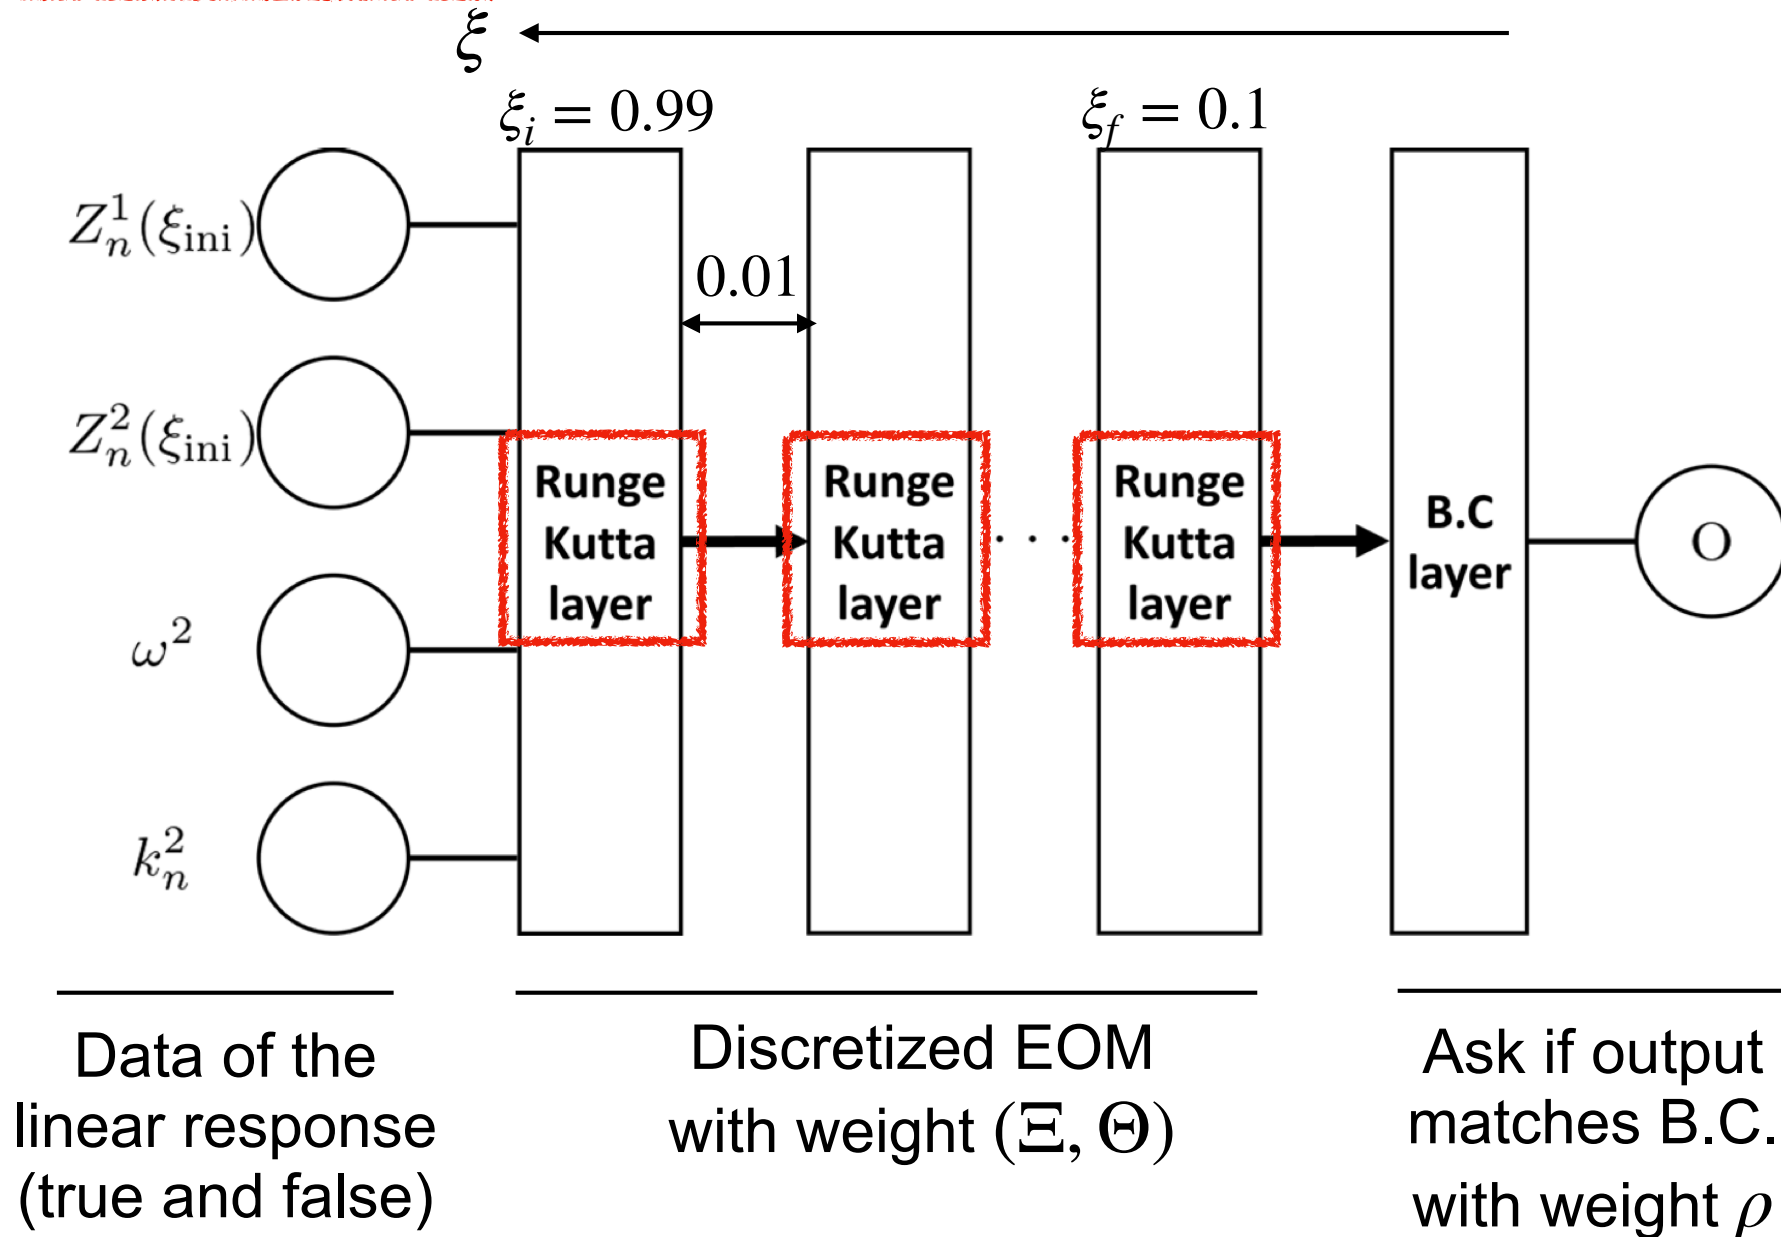 ξ
ξ_i = 0.99
ξ_f = 0.1
Z_n^1(ξ_ini)
0.01
Z_n^2(ξ_ini)
ω^2
k_n^2
Runge
Kutta
layer
Runge
Kutta
layer
· · ·
Runge
Kutta
layer
B.C
layer
O
Data of the
linear response
(true and false)
Discretized EOM
with weight (Ξ, Θ)
Ask if output
matches B.C.
with weight ρ